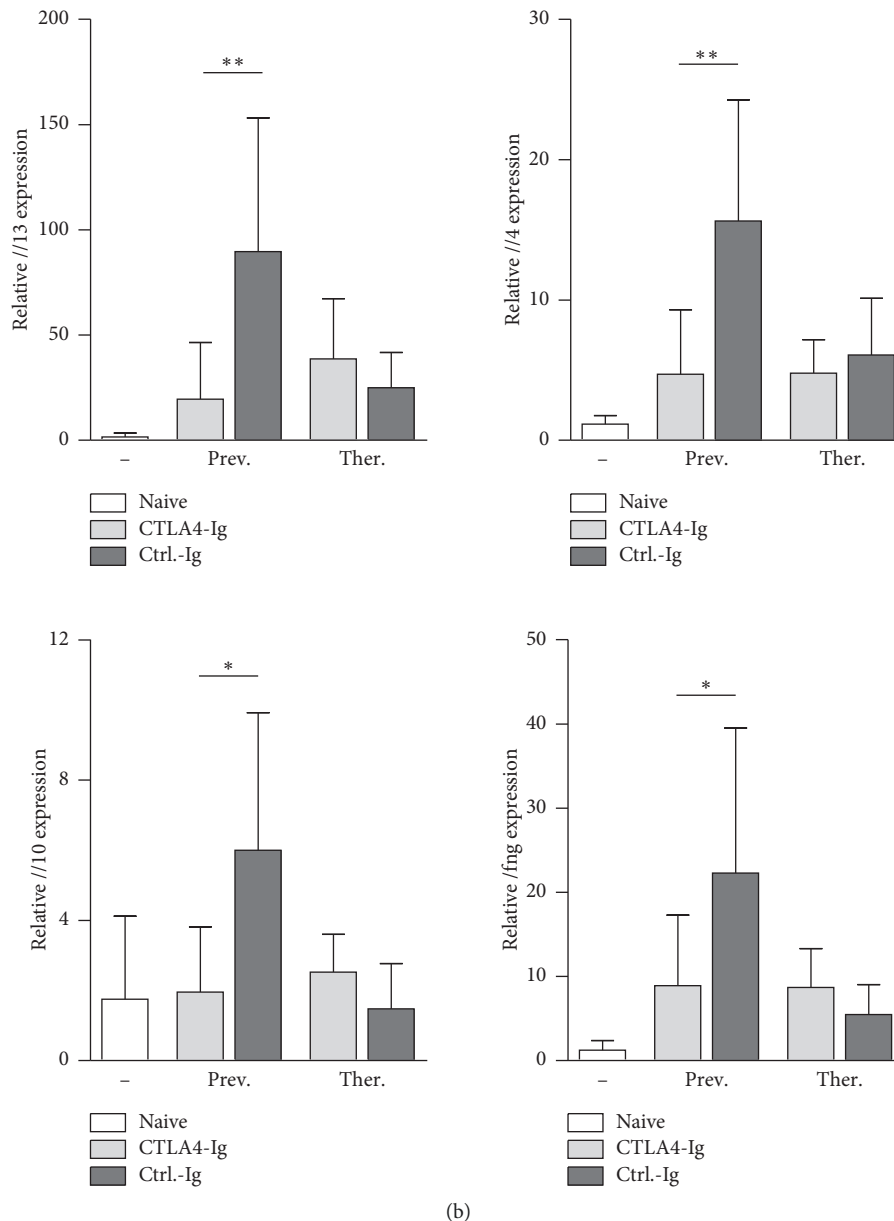 200
150
100
50
0
Relative //13 expression
**
– Prev. Ther.
Naive
CTLA4-Ig
Ctrl.-Ig
30
20
10
0
Relative //4 expression
**
– Prev. Ther.
Naive
CTLA4-Ig
Ctrl.-Ig
12
8
4
0
Relative //10 expression
*
– Prev. Ther.
Naive
CTLA4-Ig
Ctrl.-Ig
50
40
30
20
10
0
Relative /fng expression
*
– Prev. Ther.
Naive
CTLA4-Ig
Ctrl.-Ig
(b)